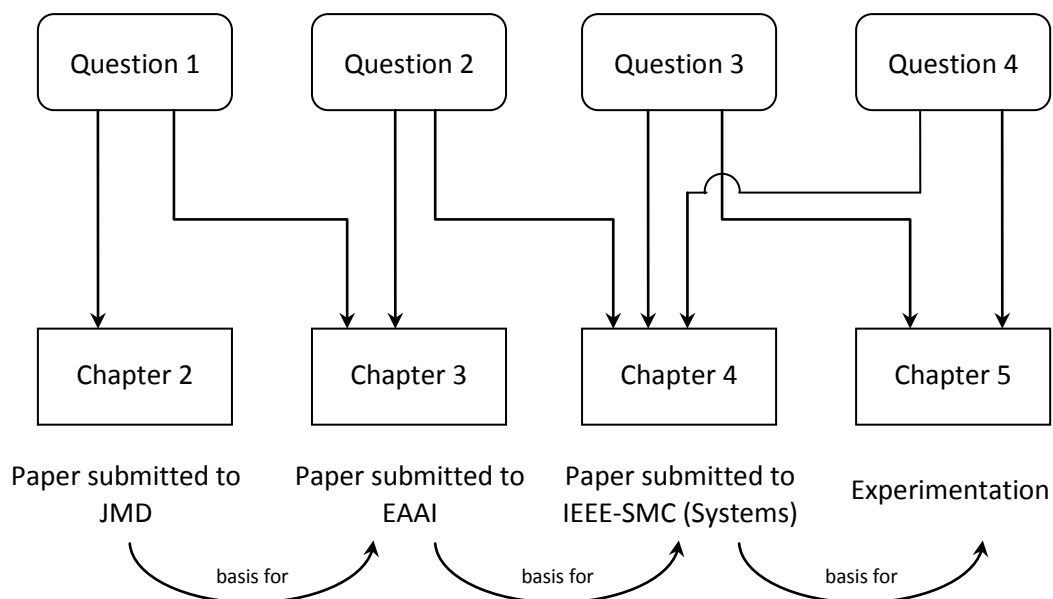 Question 1
Question 2
Question 3
Question 4
Chapter 2
Chapter 3
Chapter 4
Chapter 5
Paper submitted to
JMD
Paper submitted to
EAAI
Paper submitted to
IEEE-SMC (Systems)
Experimentation
basis for
basis for
basis for